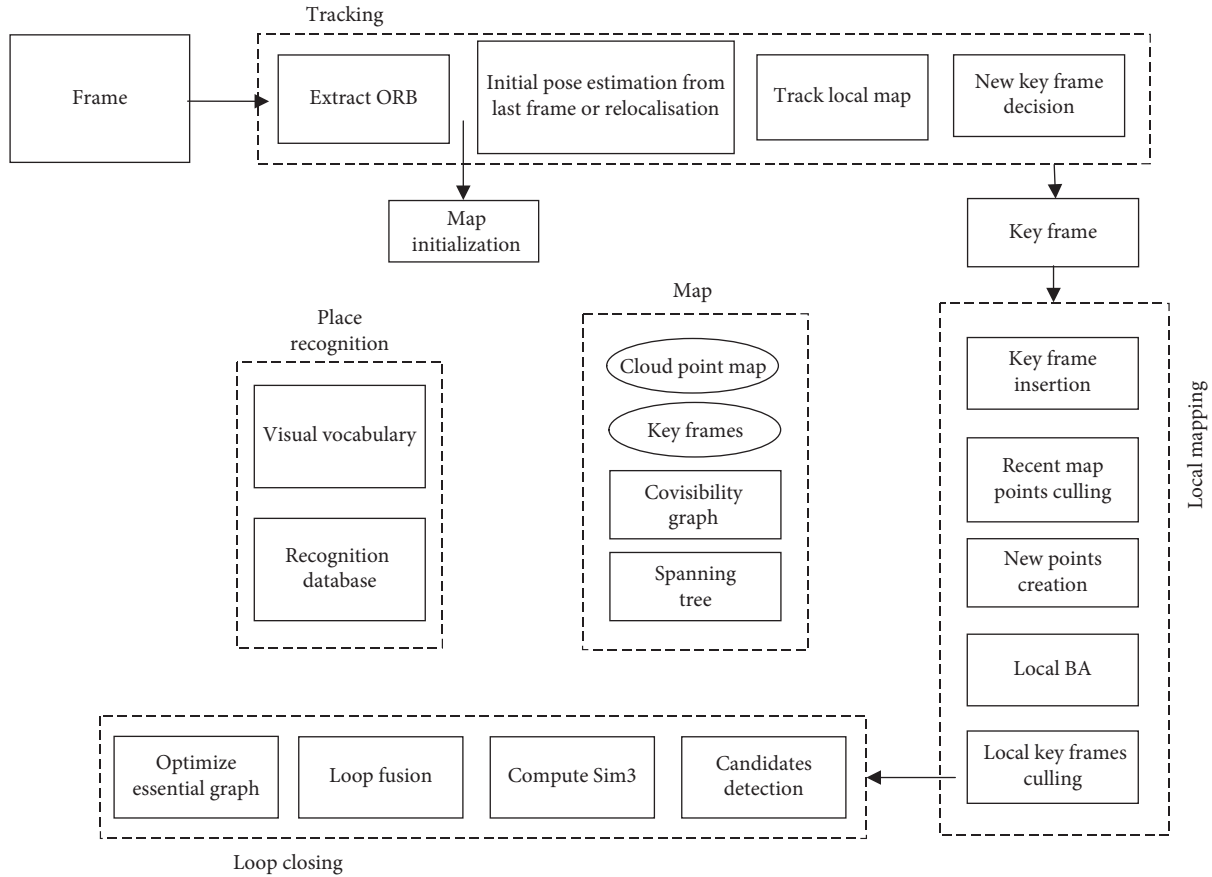 Tracking
Frame
Extract ORB
Initial pose estimation from
last frame or relocalisation
Track local map
New key frame
decision
Map
initialization
Key frame
Place
recognition
Visual vocabulary
Recognition
database
Map
Cloud point map
Key frames
Covisibility
graph
Spanning
tree
Local mapping
Key frame
insertion
Recent map
points culling
New points
creation
Local BA
Local key frames
culling
Optimize
essential graph
Loop fusion
Compute Sim3
Candidates
detection
Loop closing